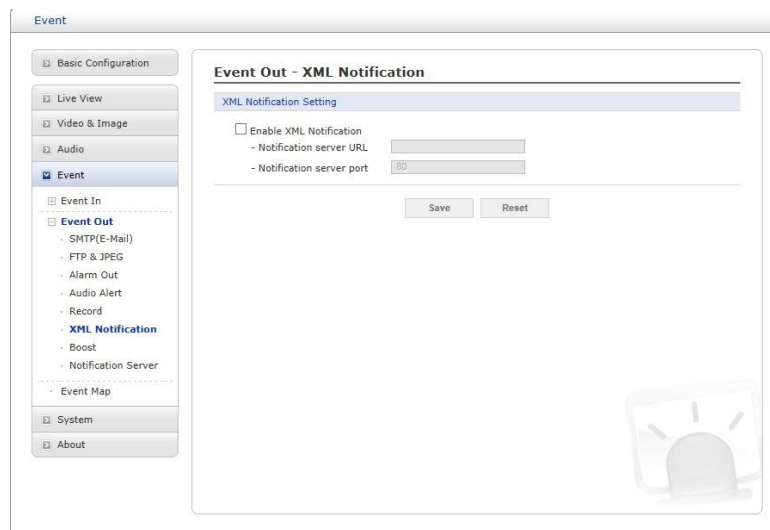 Event
Basic Configuration
Live View
Video & Image
Audio
Event
Event In
Event Out
SMTP(E-Mail)
FTP & JPEG
Alarm Out
Audio Alert
Record
XML Notification
Boost
Notification Server
Event Map
System
About
Event Out - XML Notification
XML Notification Setting
Enable XML Notification
- Notification server URL
- Notification server port 80
Save Reset